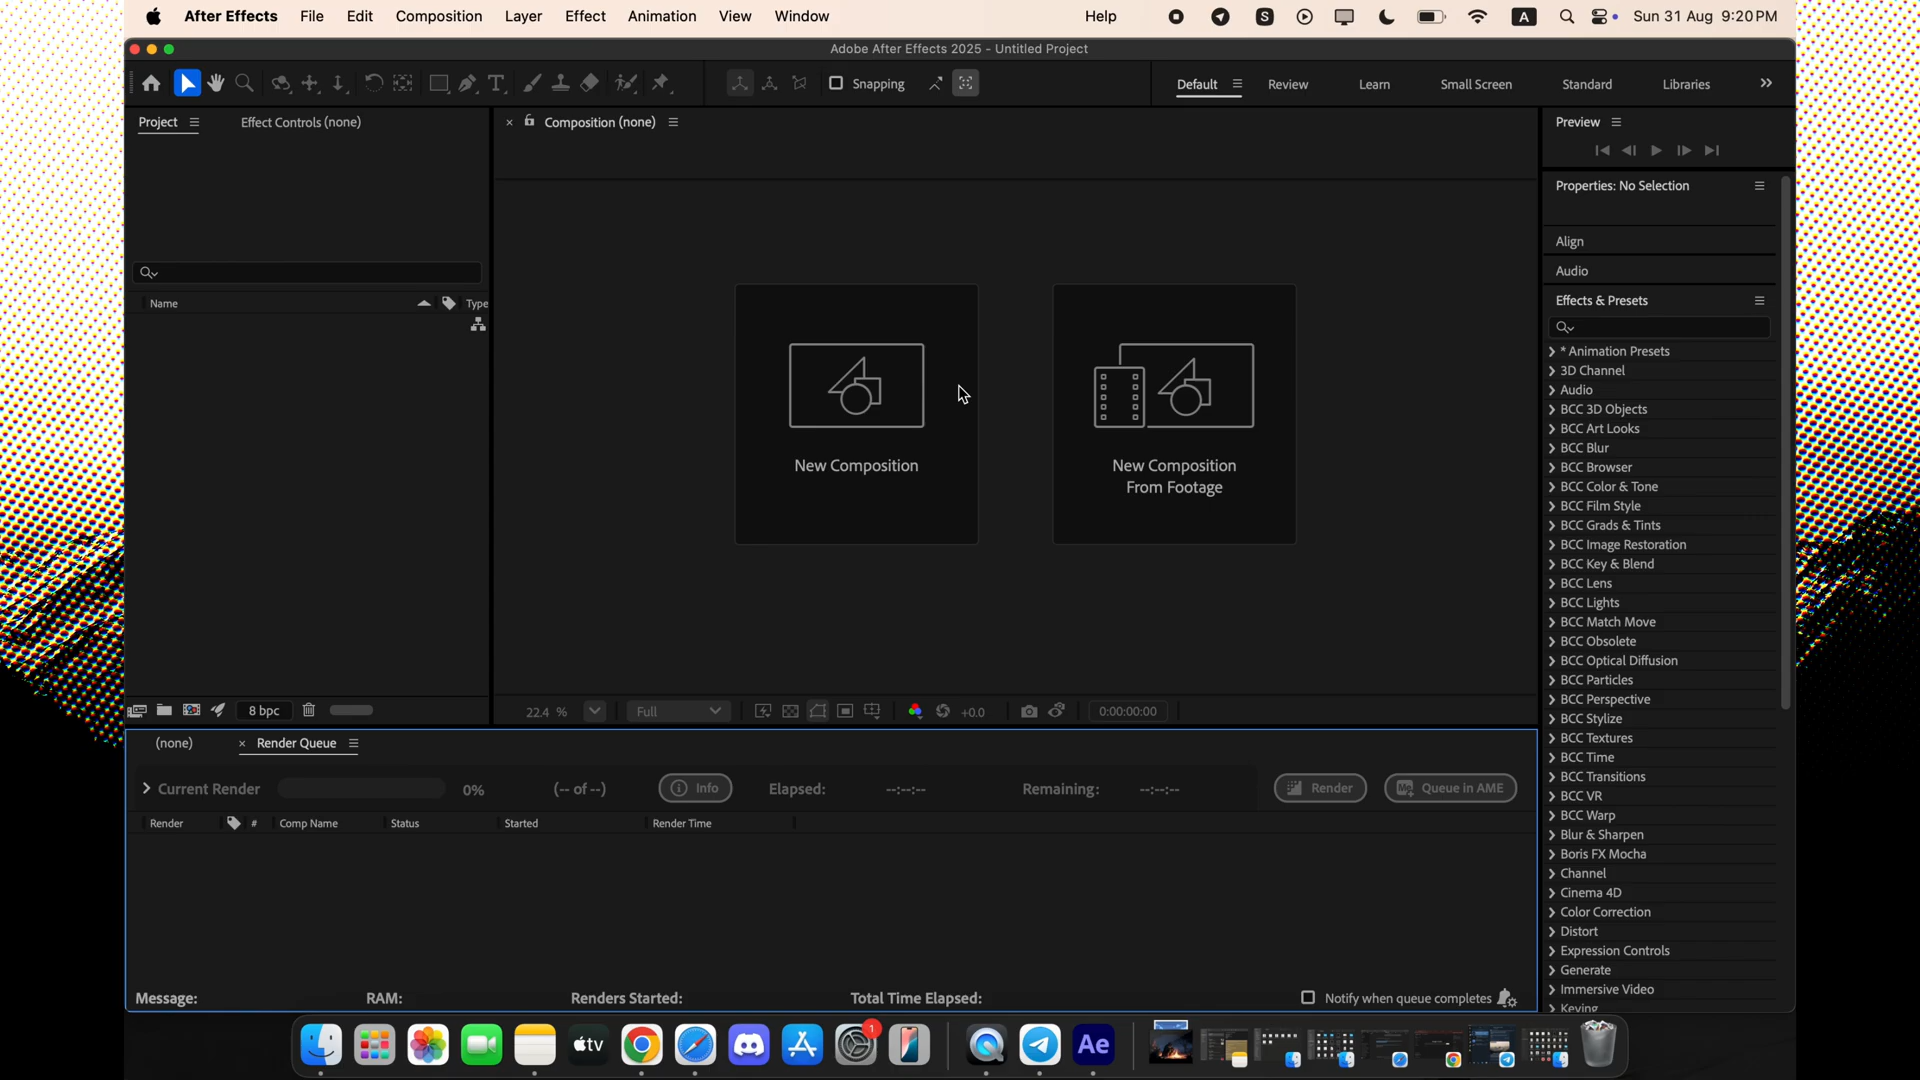 After Effects File Edit Composition Layer Effect Animation View Window Help S A Sun 31 Aug 9:20 PM
Adobe After Effects 2025 - Untitled Project
T Snapping Default Review Learn Small Screen Standard Libraries
Project Effect Controls (none) Composition (none) Preview
Properties: No Selection
Align
Audio
Name Type
Effects & Presets
* Animation Presets
3D Channel
Audio
BCC 3D Objects
BCC Art Looks
BCC Blur
BCC Browser
BCC Color & Tone
BCC Film Style
BCC Grads & Tints
BCC Image Restoration
BCC Key & Blend
BCC Lens
BCC Lights
BCC Match Move
BCC Obsolete
BCC Optical Diffusion
BCC Particles
BCC Perspective
BCC Stylize
BCC Textures
BCC Time
BCC Transitions
BCC VR
BCC Warp
Blur & Sharpen
Boris FX Mocha
Channel
Cinema 4D
Color Correction
Distort
Expression Controls
Generate
Immersive Video
Keying
New Composition
New Composition
From Footage
8 bpc 22.4 % Full +0.0 0:00:00:00
(none) Render Queue
Current Render 0% (-- of --) Info Elapsed: --:--:-- Remaining: --:--:-- Render Queue in AME
Render # Comp Name Status Started Render Time
Message: RAM: Renders Started: Total Time Elapsed: Notify when queue completes
tv 1 Ae